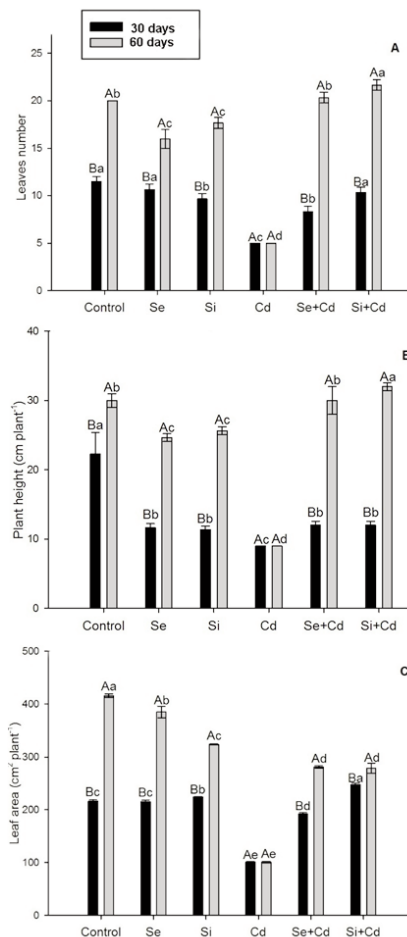 30 days
60 days
A
Leaves number
25
20
15
10
5
0
Ba Ab
Ba Ac
Bb Ac
Ac Ad
Bb Ab
Ba Aa
Control Se Si Cd Se+Cd Si+Cd
B
Plant height (cm plant⁻¹)
40
30
20
10
0
Ba Ab
Bb Ac
Bb Ac
Ac Ad
Bb Ab
Bb Aa
Control Se Si Cd Se+Cd Si+Cd
C
Leaf area (cm² plant⁻¹)
500
400
300
200
100
0
Bc Aa
Bc Ab
Bb Ac
Ae Ae
Bd Ad
Ba Ad
Control Se Si Cd Se+Cd Si+Cd